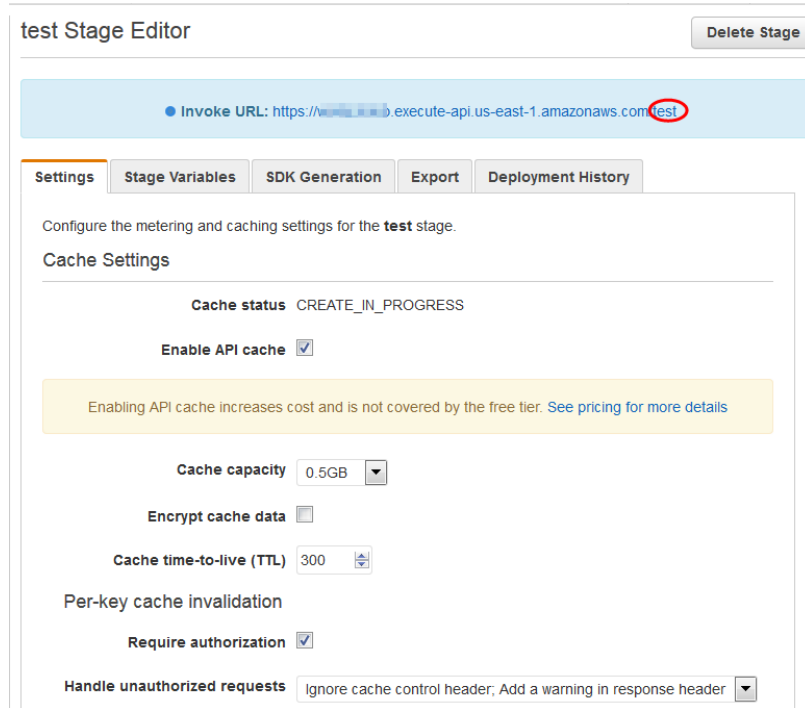 test Stage Editor
Delete Stage
Invoke URL: https:// .execute-api.us-east-1.amazonaws.com/test
Settings
Stage Variables
SDK Generation
Export
Deployment History
Configure the metering and caching settings for the test stage.
Cache Settings
Cache status CREATE_IN_PROGRESS
Enable API cache
Enabling API cache increases cost and is not covered by the free tier. See pricing for more details
Cache capacity 0.5GB
Encrypt cache data
Cache time-to-live (TTL) 300
Per-key cache invalidation
Require authorization
Handle unauthorized requests Ignore cache control header; Add a warning in response header